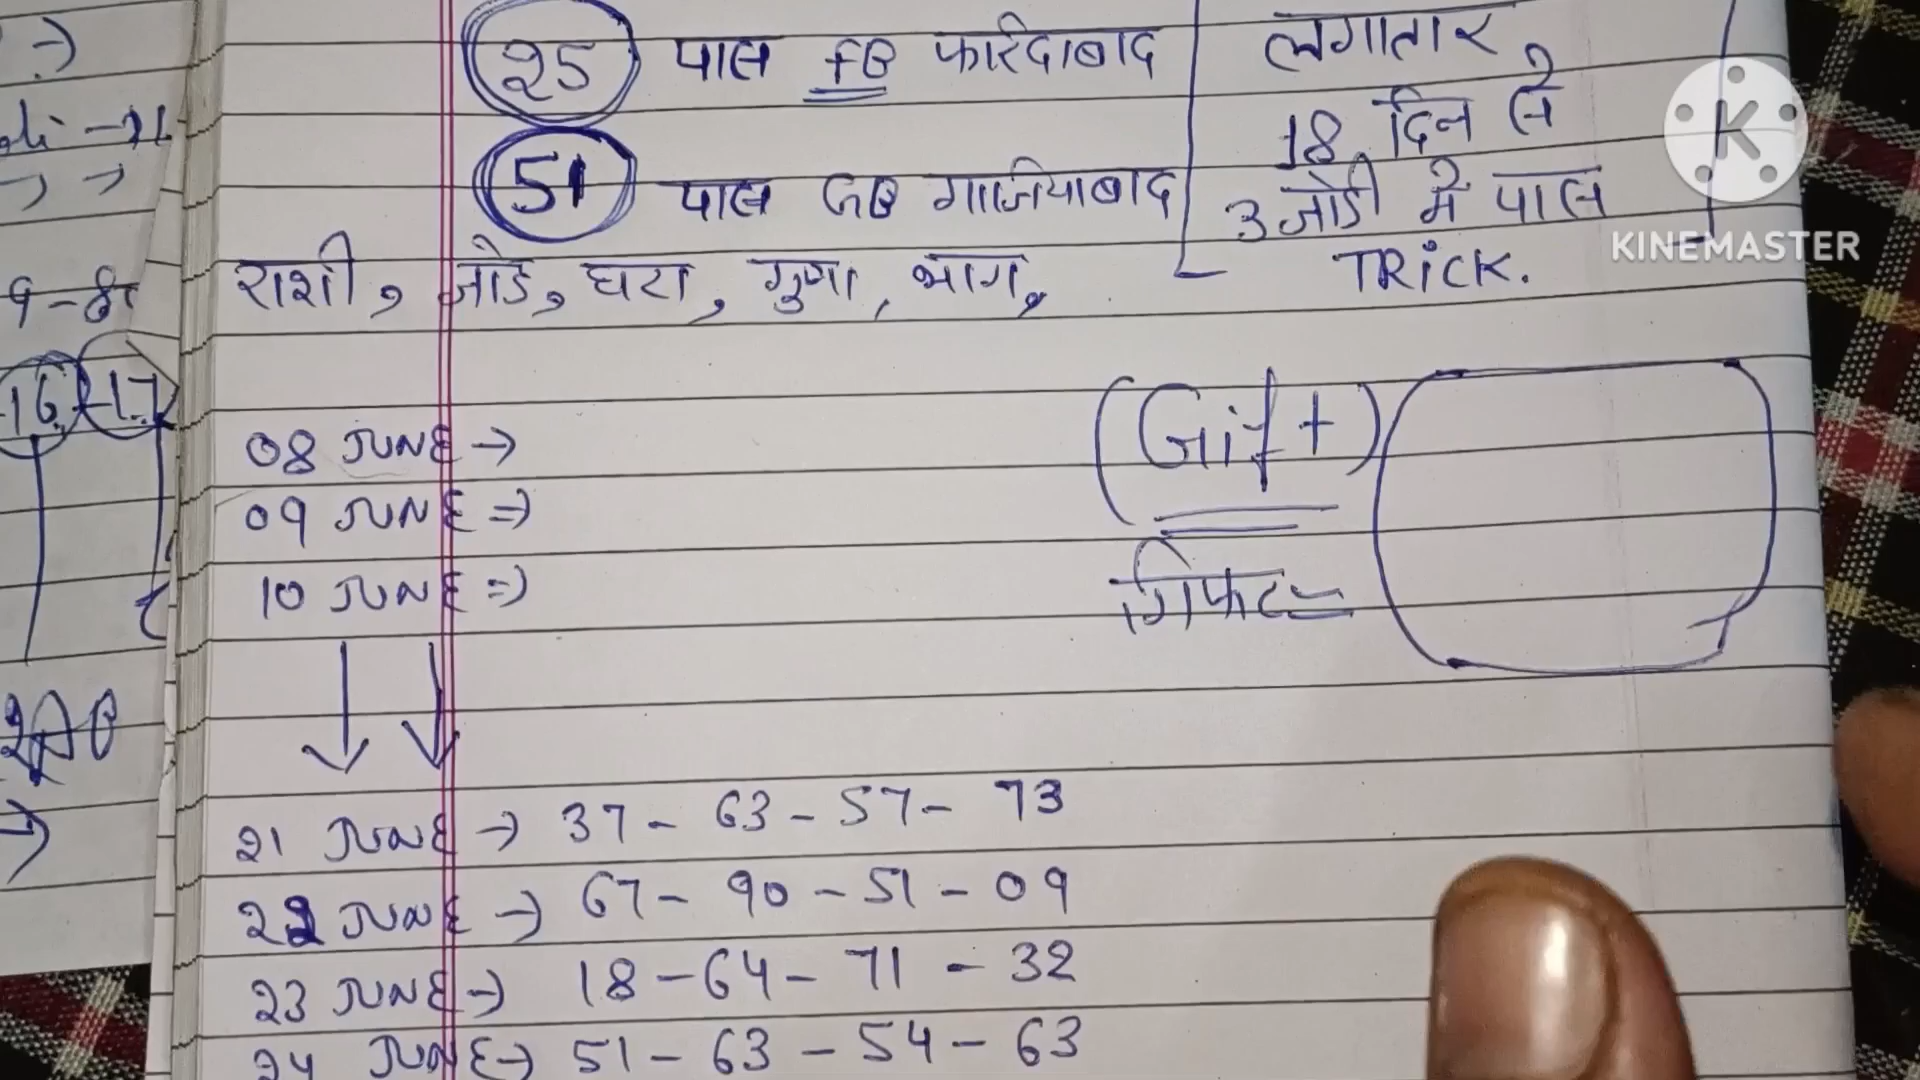 25 पास FB फरिदाबाद
51 पास GB गाजियाबाद
लगातार,
18 दिन से
3 जोडी मे पास
TRiCK.
KINEMASTER
राशी, जोडे, घटा, गुणा, भाग,
16 17
08 JUNE →
09 JUNE ⇒
10 JUNE ⇒
(Gift)
गिफ्ट
21 JUNE → 37 - 63 - 57 - 73
22 JUNE → 67 - 90 - 51 - 09
23 JUNE → 18 - 64 - 71 - 32
24 JUNE → 51 - 63 - 54 - 63